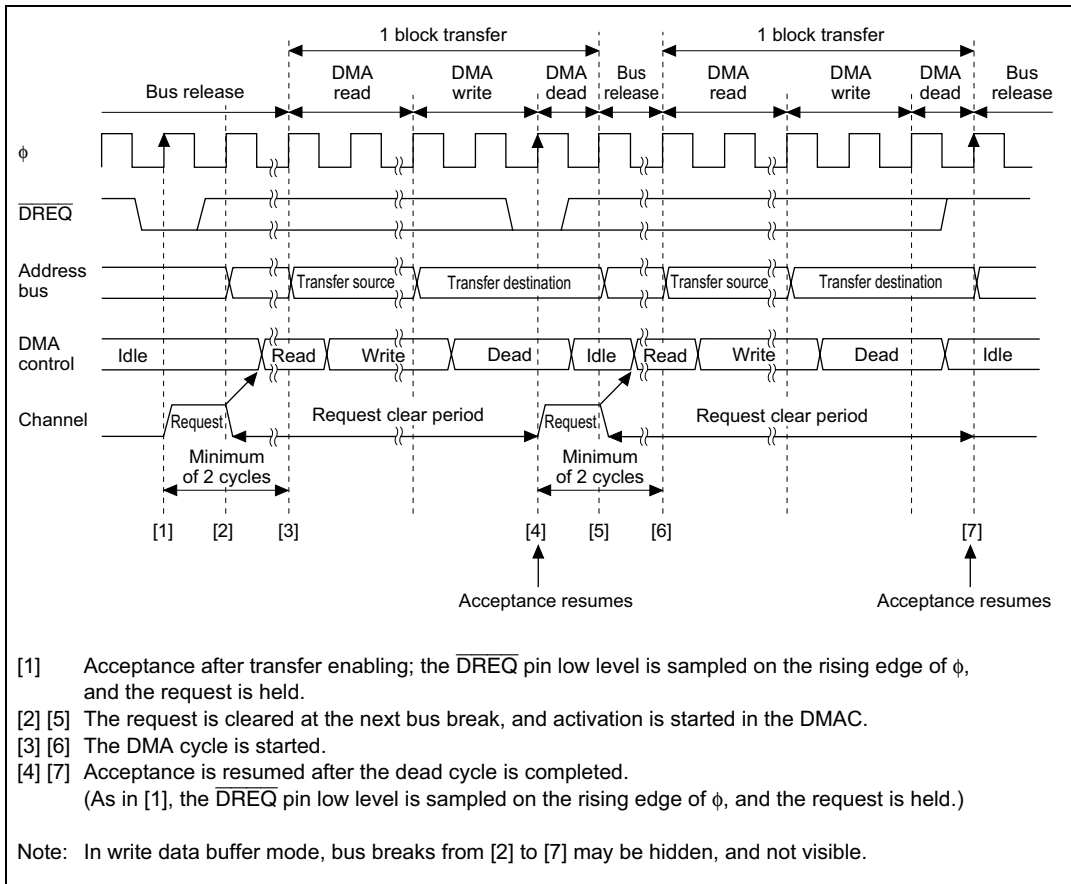 1 block transfer 1 block transfer
DMA read DMA write DMA dead Bus release DMA read DMA write DMA dead Bus release
Bus release
φ
DREQ
Address bus
Transfer source Transfer destination Transfer source Transfer destination
DMA control
Idle Read Write Dead Idle Read Write Dead Idle
Channel
Request Request clear period Request Request clear period
Minimum of 2 cycles Minimum of 2 cycles
[1] [2] [3] [4] [5] [6] [7]
Acceptance resumes Acceptance resumes
[1] Acceptance after transfer enabling; the DREQ pin low level is sampled on the rising edge of φ,
and the request is held.
[2] [5] The request is cleared at the next bus break, and activation is started in the DMAC.
[3] [6] The DMA cycle is started.
[4] [7] Acceptance is resumed after the dead cycle is completed.
(As in [1], the DREQ pin low level is sampled on the rising edge of φ, and the request is held.)
Note: In write data buffer mode, bus breaks from [2] to [7] may be hidden, and not visible.